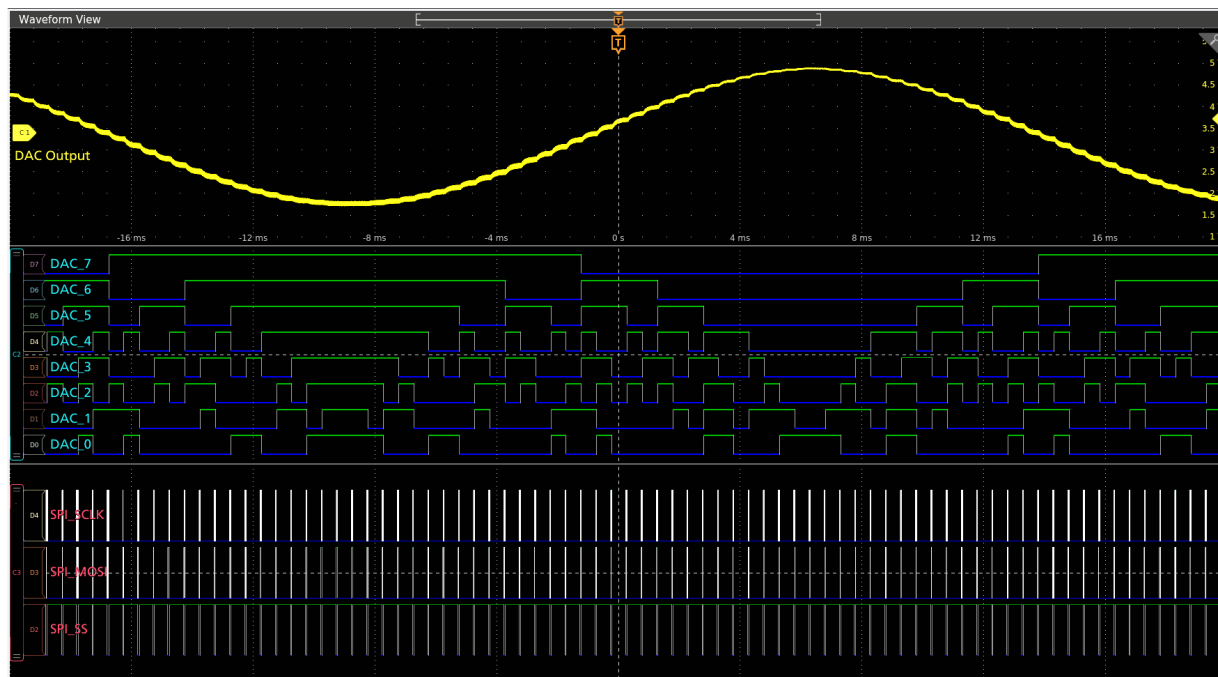 Waveform View
T
T
5
4.5
4
C 1
3.5
3
DAC Output
2.5
2
1.5
-16 ms -12 ms -8 ms -4 ms 0 s 4 ms 8 ms 12 ms 16 ms 1
D7 DAC_7
D6 DAC_6
D5 DAC_5
D4 DAC_4
C2
D3 DAC_3
D2 DAC_2
D1 DAC_1
D0 DAC_0
D4 SPI_SCLK
C3 D3 SPI_MOSI
D2 SPI_SS